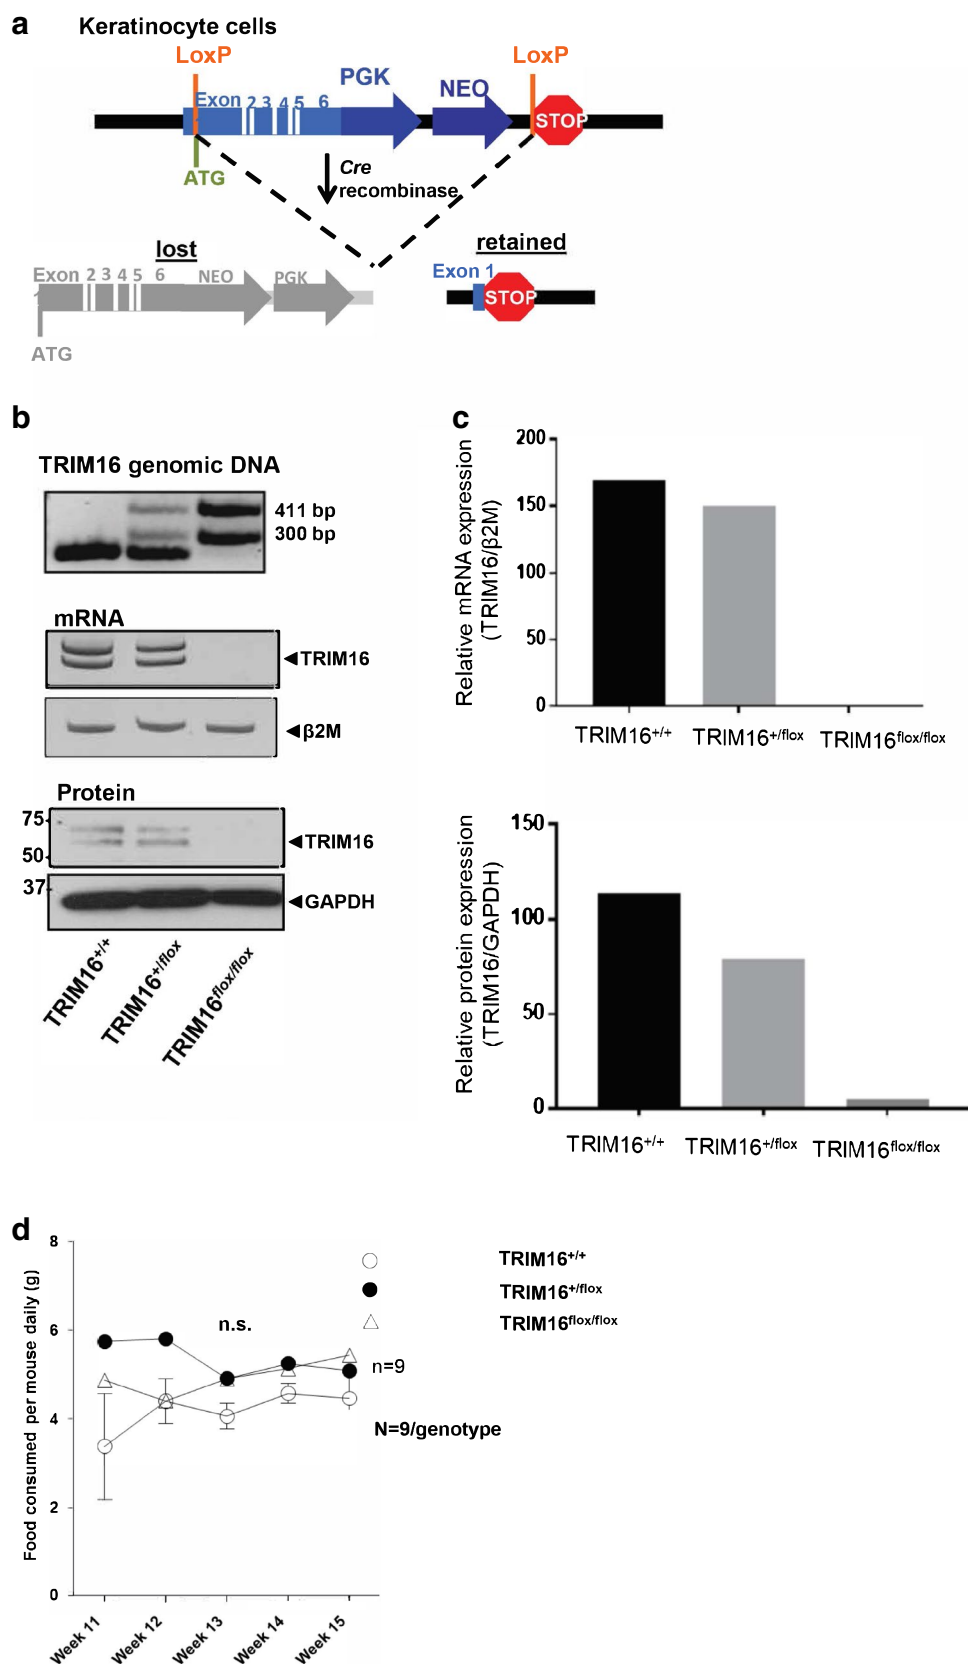 a
Keratinocyte cells
LoxP
LoxP
PGK
NEO
Exon 2 3 4 5 6
STOP
ATG
Cre
recombinase
lost
retained
Exon 2 3 4 5 6 NEO PGK
Exon 1
STOP
ATG
b
TRIM16 genomic DNA
411 bp
300 bp
mRNA
TRIM16
β2M
Protein
75
50
TRIM16
37
GAPDH
TRIM16+/+
TRIM16+/flox
TRIM16flox/flox
c
Relative mRNA expression
(TRIM16/β2M)
200
150
100
50
0
TRIM16+/+
TRIM16+/flox
TRIM16flox/flox
Relative protein expression
(TRIM16/GAPDH)
150
100
50
0
TRIM16+/+
TRIM16+/flox
TRIM16flox/flox
d
Food consumed per mouse daily (g)
8
6
4
2
0
n.s.
TRIM16+/+
TRIM16+/flox
TRIM16flox/flox
n=9
N=9/genotype
Week 11
Week 12
Week 13
Week 14
Week 15